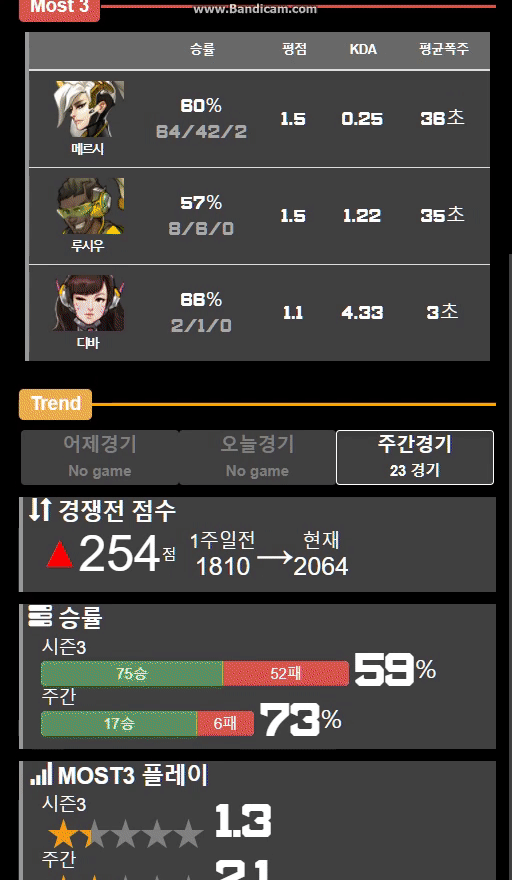 www.Bandicam.com
Most 3
승률 평점 KDA 평균폭주
60% 1.5 0.25 36초
64/42/2
메르시
57% 1.5 1.22 35초
8/6/0
루시우
66% 1.1 4.33 3초
2/1/0
디바
Trend
어제경기 오늘경기 주간경기
No game No game 23 경기
경쟁전 점수
▲254점 1주일전→현재
1810 2064
승률
시즌3
75승 52패 59%
주간
17승 6패 73%
MOST3 플레이
시즌3
1.3
주간
2.1